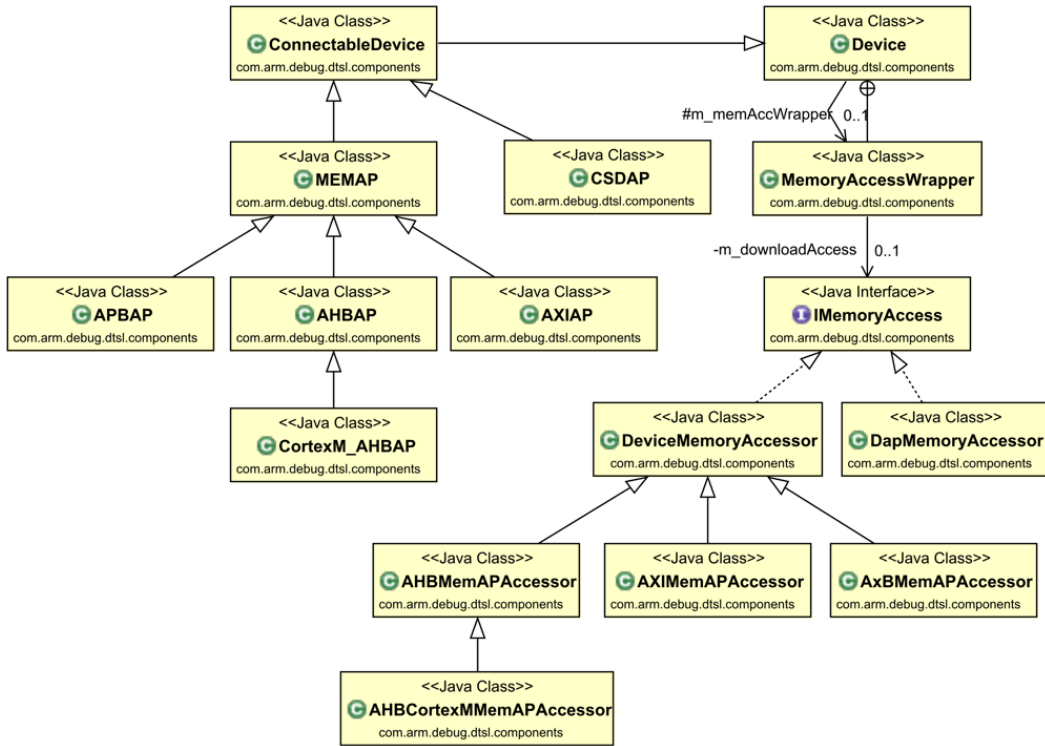 <<Java Class>>
ConnectableDevice
com.arm.debug.dtsl.components
<<Java Class>>
Device
com.arm.debug.dtsl.components
#m_memAccWrapper
0..1
<<Java Class>>
MEMAP
com.arm.debug.dtsl.components
<<Java Class>>
CSDAP
com.arm.debug.dtsl.components
<<Java Class>>
MemoryAccessWrapper
com.arm.debug.dtsl.components
-m_downloadAccess
0..1
<<Java Class>>
APBAP
com.arm.debug.dtsl.components
<<Java Class>>
AHBAP
com.arm.debug.dtsl.components
<<Java Class>>
AXIAP
com.arm.debug.dtsl.components
<<Java Interface>>
IMemoryAccess
com.arm.debug.dtsl.components
<<Java Class>>
CortexM_AHBAP
com.arm.debug.dtsl.components
<<Java Class>>
DeviceMemoryAccessor
com.arm.debug.dtsl.components
<<Java Class>>
DapMemoryAccessor
com.arm.debug.dtsl.components
<<Java Class>>
AHBMemAPAccessor
com.arm.debug.dtsl.components
<<Java Class>>
AXIMemAPAccessor
com.arm.debug.dtsl.components
<<Java Class>>
AxBMemAPAccessor
com.arm.debug.dtsl.components
<<Java Class>>
AHBCortexMMemAPAccessor
com.arm.debug.dtsl.components